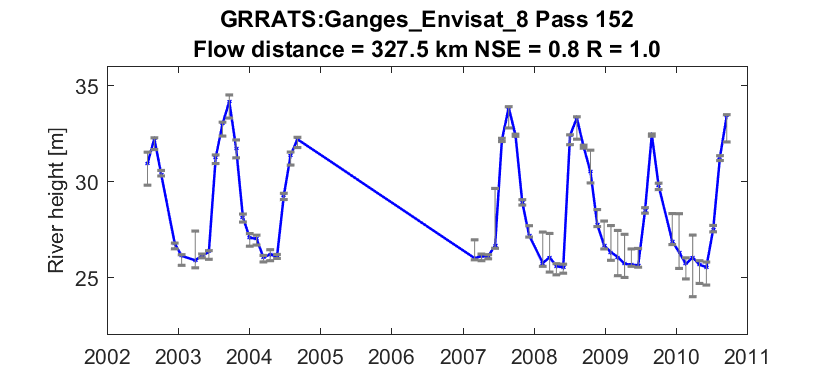 GRRATS:Ganges_Envisat_8 Pass 152
Flow distance = 327.5 km NSE = 0.8 R = 1.0
River height [m]
35
30
25
2002 2003 2004 2005 2006 2007 2008 2009 2010 2011